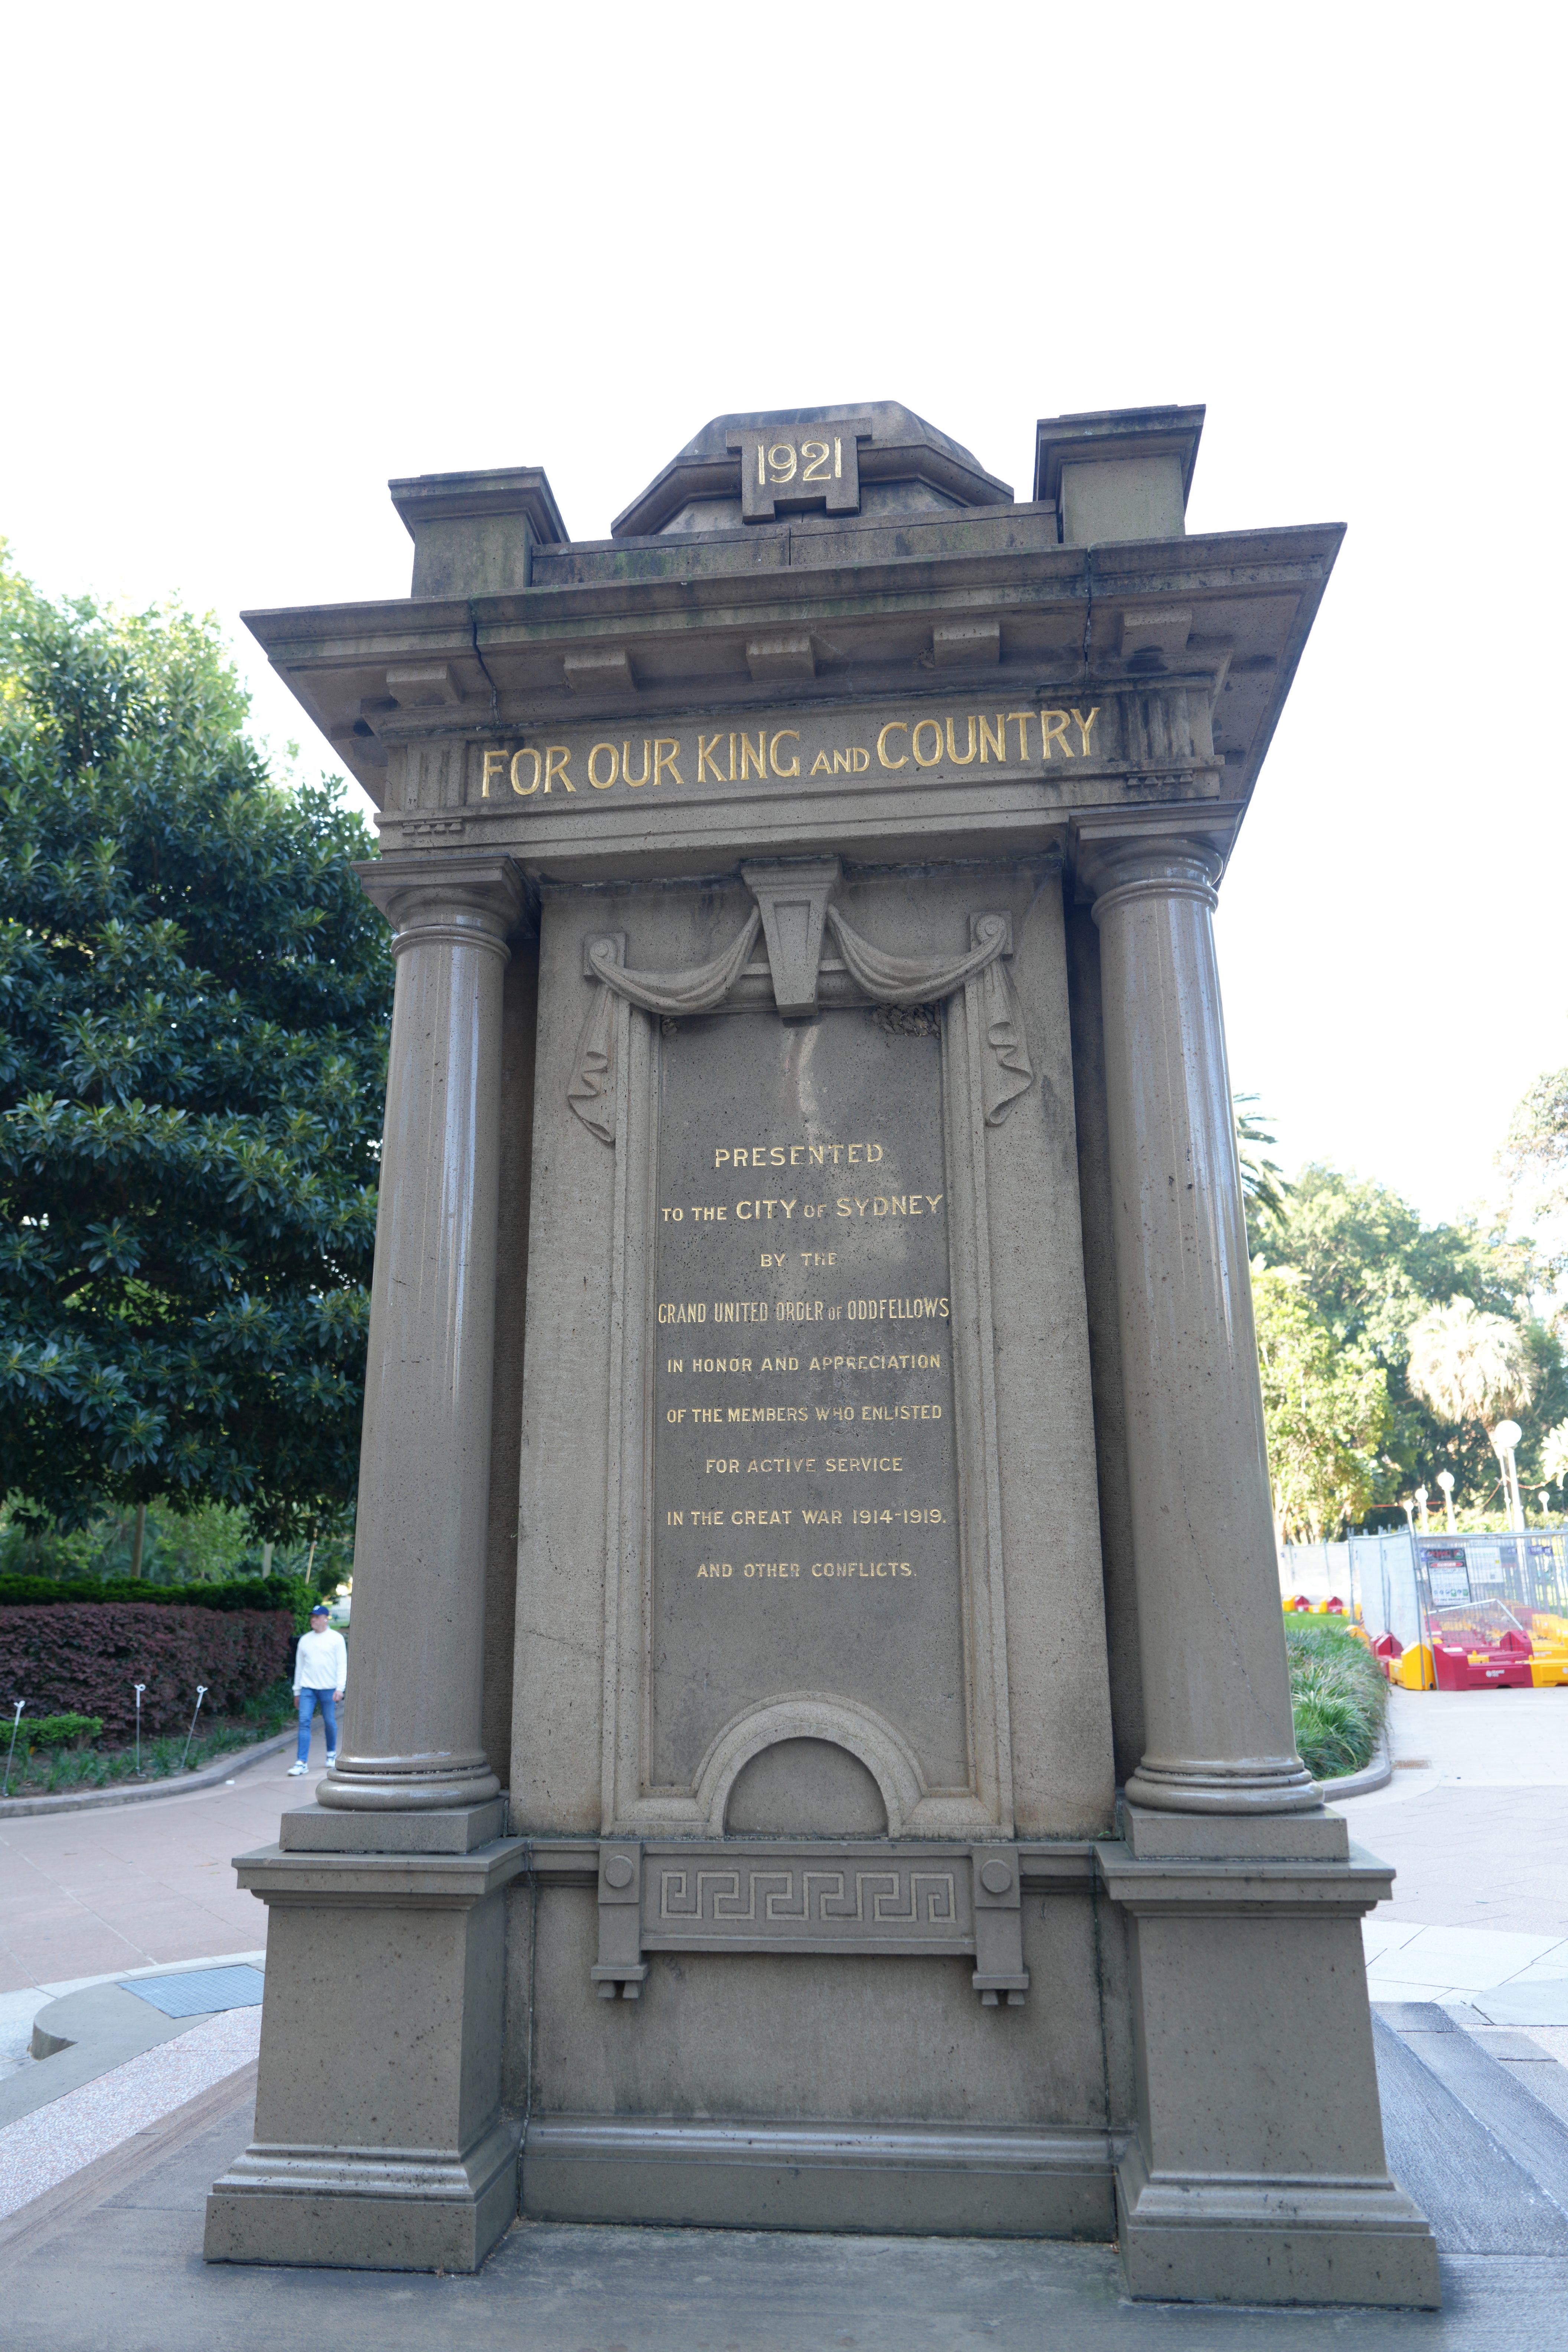 1921
FOR OUR KING AND COUNTRY
PRESENTED
TO THE CITY OF SYDNEY
BY THE
GRAND UNITED ORDER OF ODDFELLOWS
IN HONOR AND APPRECIATION
OF THE MEMBERS WHO ENLISTED
FOR ACTIVE SERVICE
IN THE GREAT WAR 1914-1919.
AND OTHER CONFLICTS.